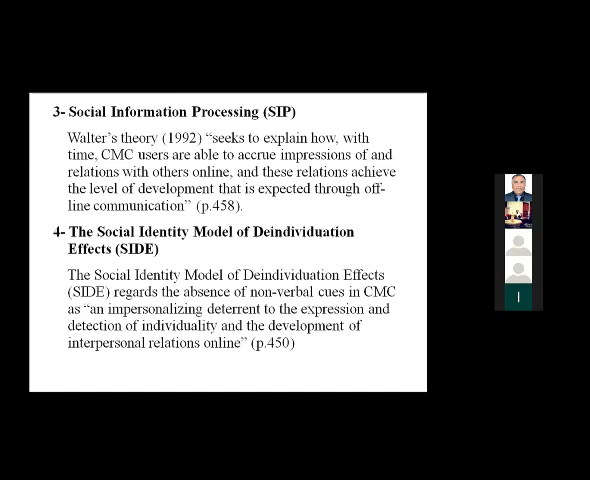 3- Social Information Processing (SIP)
Walter's theory (1992) "seeks to explain how, with
time, CMC users are able to accrue impressions of and
relations with others online, and these relations achieve
the level of development that is expected through off-
line communication" (p.458).
4- The Social Identity Model of Deindividuation
Effects (SIDE)
The Social Identity Model of Deindividuation Effects
(SIDE) regards the absence of non-verbal cues in CMC
as "an impersonalizing deterrent to the expression and
detection of individuality and the development of
interpersonal relations online" (p.450)
I